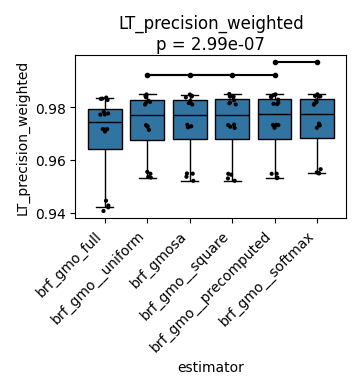 LT_precision_weighted
p = 2.99e-07
LT_precision_weighted
0.98
0.96
0.94
brf_gmo_full
brf_gmo__uniform
brf_gmosa
brf_gmo__square
brf_gmo__precomputed
brf_gmo__softmax
estimator